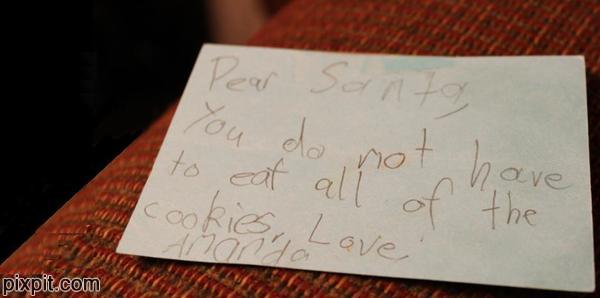 Dear Santa
You do not have
to eat all of the
cookies, Love,
Amanda
pixpit.com